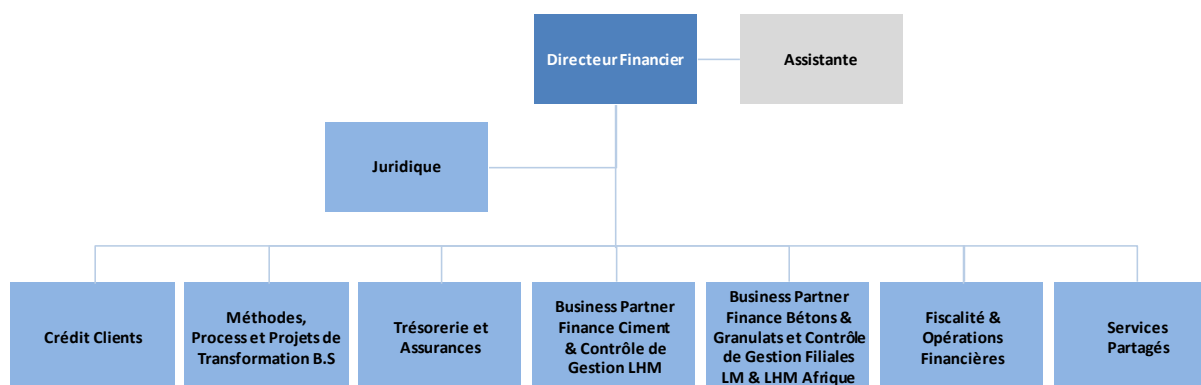 Directeur Financier
Assistante
Juridique
Crédit Clients
Méthodes,
Process et Projets de
Transformation B.S
Trésorerie et
Assurances
Business Partner
Finance Ciment
& Contrôle de
Gestion LHM
Business Partner
Finance Bétons &
Granulats et Contrôle
de Gestion Filiales
LM & LHM Afrique
Fiscalité &
Opérations
Financières
Services
Partagés